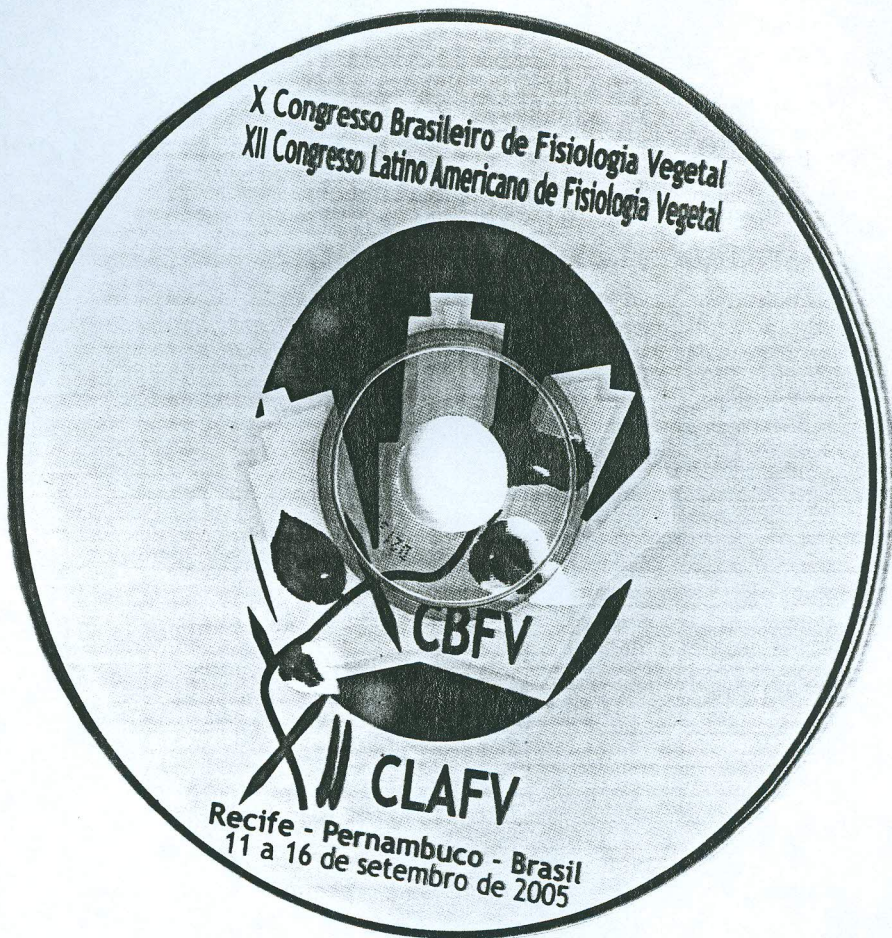 X Congresso Brasileiro de Fisiologia Vegetal
XII Congresso Latino Americano de Fisiologia Vegetal
CBFV
XII CLAFV
Recife - Pernambuco - Brasil
11 a 16 de setembro de 2005